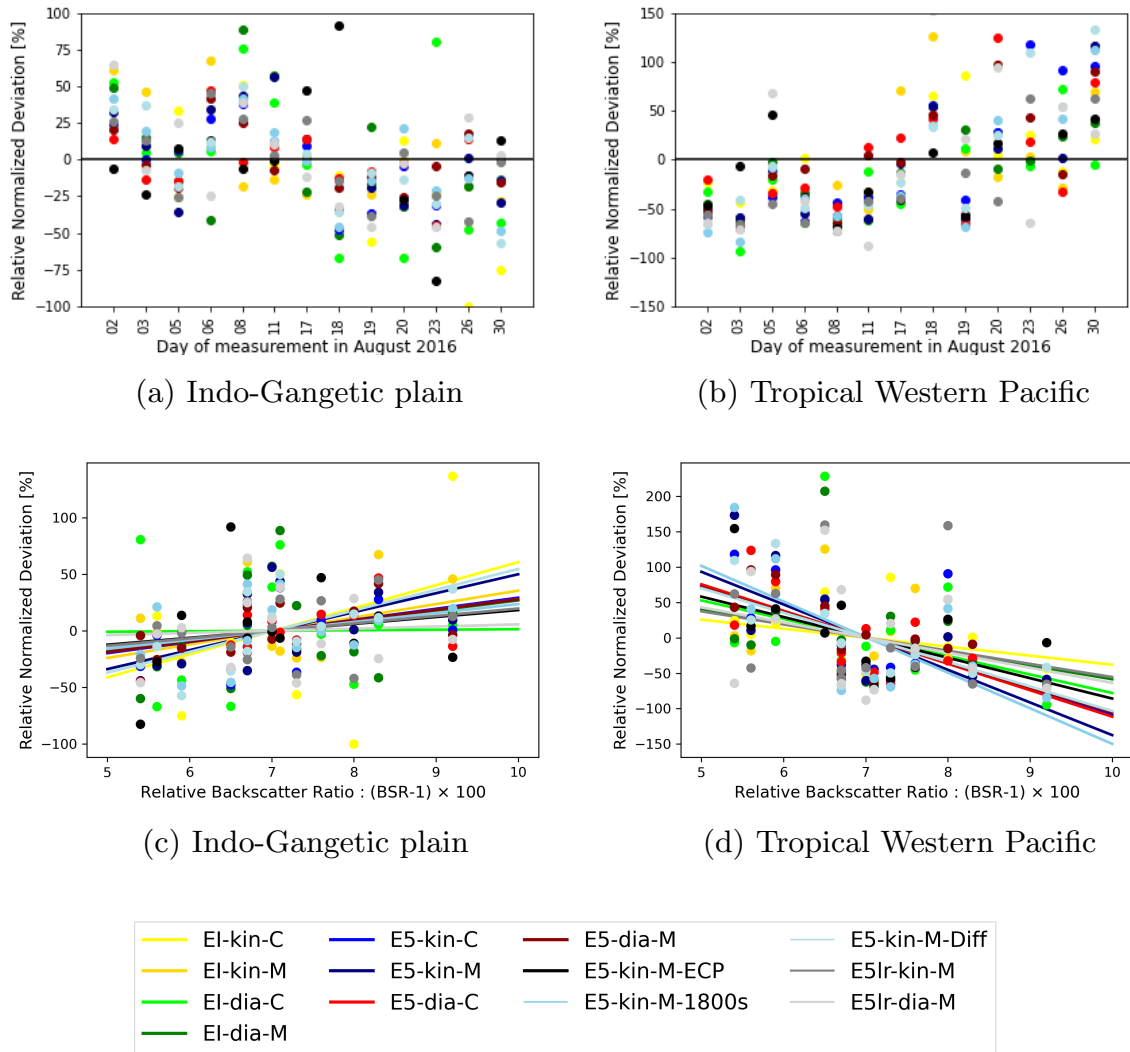 Relative Normalized Deviation [%]
100
75
50
25
0
−25
−50
−75
−100
02 03 05 06 08 11 17 18 19 20 23 26 30
Day of measurement in August 2016
(a) Indo-Gangetic plain
Relative Normalized Deviation [%]
150
100
50
0
−50
−100
−150
02 03 05 06 08 11 17 18 19 20 23 26 30
Day of measurement in August 2016
(b) Tropical Western Pacific
Relative Normalized Deviation [%]
100
50
0
−50
−100
5 6 7 8 9 10
Relative Backscatter Ratio : (BSR-1) × 100
(c) Indo-Gangetic plain
Relative Normalized Deviation [%]
200
150
100
50
0
−50
−100
−150
5 6 7 8 9 10
Relative Backscatter Ratio : (BSR-1) × 100
(d) Tropical Western Pacific
EI-kin-C
EI-kin-M
EI-dia-C
EI-dia-M
E5-kin-C
E5-kin-M
E5-dia-C
E5-dia-M
E5-kin-M-ECP
E5-kin-M-1800s
E5-kin-M-Diff
E5lr-kin-M
E5lr-dia-M